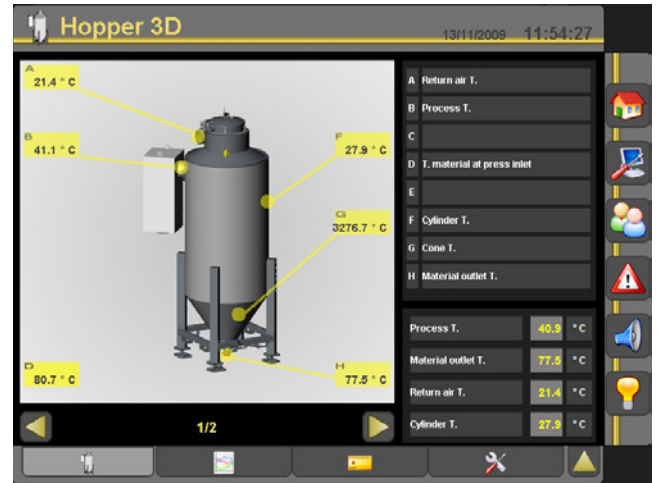 Hopper 3D
13/11/2009 11:54:27
A
21.4 ° C
B
41.1 ° C
F
27.9 ° C
G
3276.7 ° C
D
80.7 ° C
H
77.5 ° C
1/2
A Return air T.
B Process T.
C
D T. material at press inlet
E
F Cylinder T.
G Cone T.
H Material outlet T.
Process T. 40.9 ° C
Material outlet T. 77.5 ° C
Return air T. 21.4 ° C
Cylinder T. 27.9 ° C